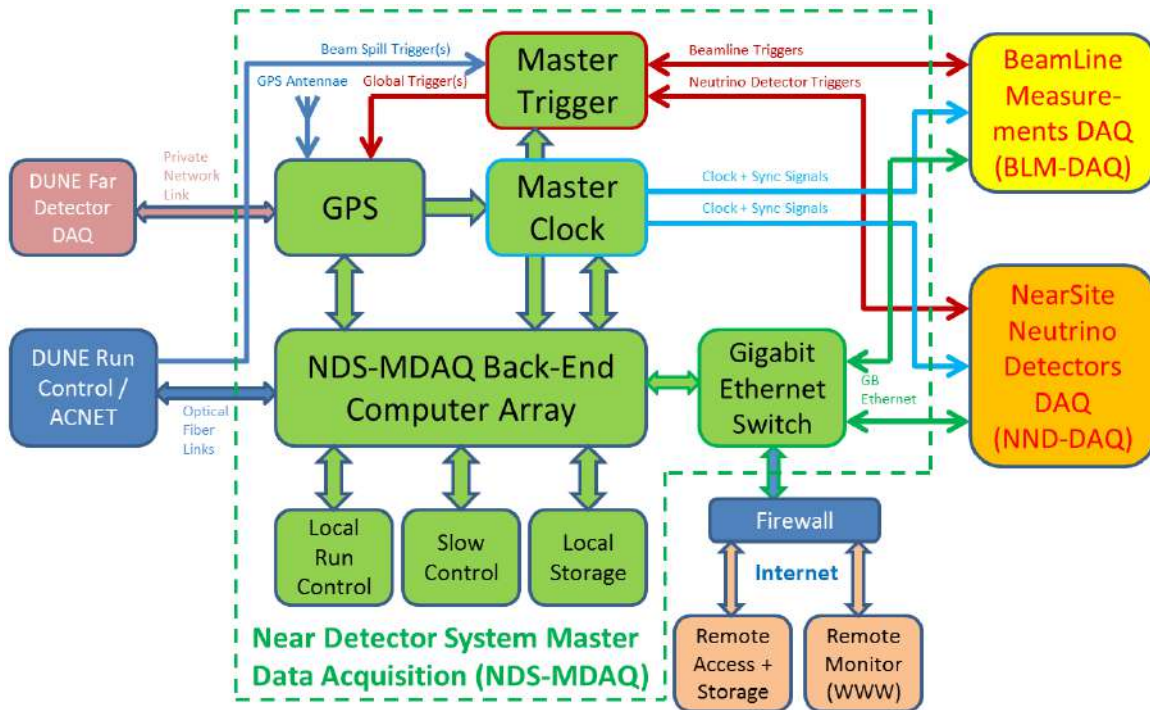 Beam Spill Trigger(s)
GPS Antennae
Global Trigger(s)
Master
Trigger
Beamline Triggers
Neutrino Detector Triggers
BeamLine
Measure-
ments DAQ
(BLM-DAQ)
DUNE Far
Detector
DAQ
Private
Network
Link
GPS
Master
Clock
Clock + Sync Signals
Clock + Sync Signals
DUNE Run
Control /
ACNET
Optical
Fiber
Links
NDS-MDAQ Back-End
Computer Array
Gigabit
Ethernet
Switch
GB
Ethernet
NearSite
Neutrino
Detectors
DAQ
(NND-DAQ)
Local
Run
Control
Slow
Control
Local
Storage
Firewall
Internet
Remote
Access +
Storage
Remote
Monitor
(WWW)
Near Detector System Master
Data Acquisition (NDS-MDAQ)